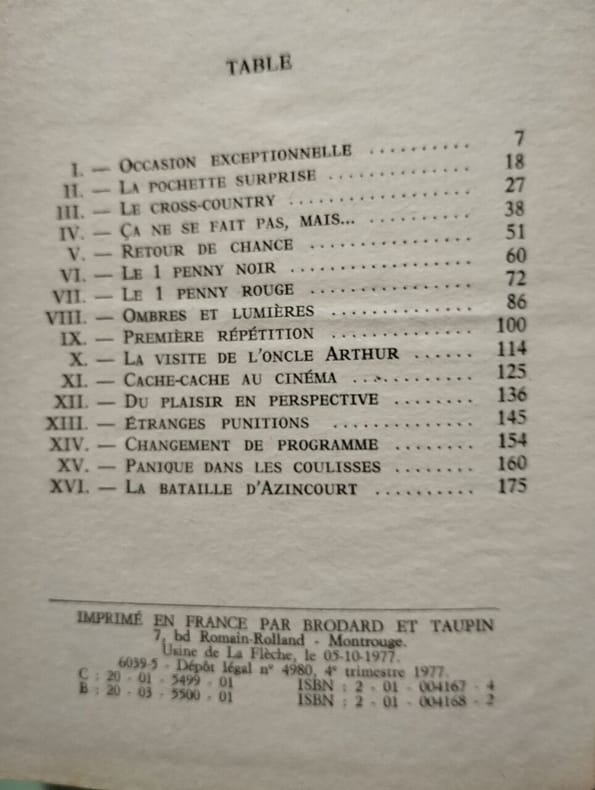 TABLE
I. — OCCASION EXCEPTIONNELLE .......... 7
II. — LA POCHETTE SURPRISE ............. 18
III. — LE CROSS-COUNTRY ................ 27
IV. — ÇA NE SE FAIT PAS, MAIS... ......... 38
V. — RETOUR DE CHANCE ............... 51
VI. — LE 1 PENNY NOIR ................ 60
VII. — LE 1 PENNY ROUGE .............. 72
VIII. — OMBRES ET LUMIÈRES ............. 86
IX. — PREMIÈRE RÉPÉTITION ............. 100
X. — LA VISITE DE L'ONCLE ARTHUR ...... 114
XI. — CACHE-CACHE AU CINÉMA ........... 125
XII. — DU PLAISIR EN PERSPECTIVE ........ 136
XIII. — ÉTRANGES PUNITIONS ............. 145
XIV. — CHANGEMENT DE PROGRAMME ........ 154
XV. — PANIQUE DANS LES COULISSES ........ 160
XVI. — LA BATAILLE D'AZINCOURT .......... 175
IMPRIMÉ EN FRANCE PAR BRODARD ET TAUPIN
7, bd Romain-Rolland - Montrouge.
Usine de La Flèche, le 05-10-1977.
6039-5 - Dépôt légal n° 4980, 4e trimestre 1977.
C : 20 - 01 - 5499 - 01 ISBN : 2 - 01 - 004167 - 4
B : 20 - 03 - 5500 - 01 ISBN : 2 - 01 - 004168 - 2